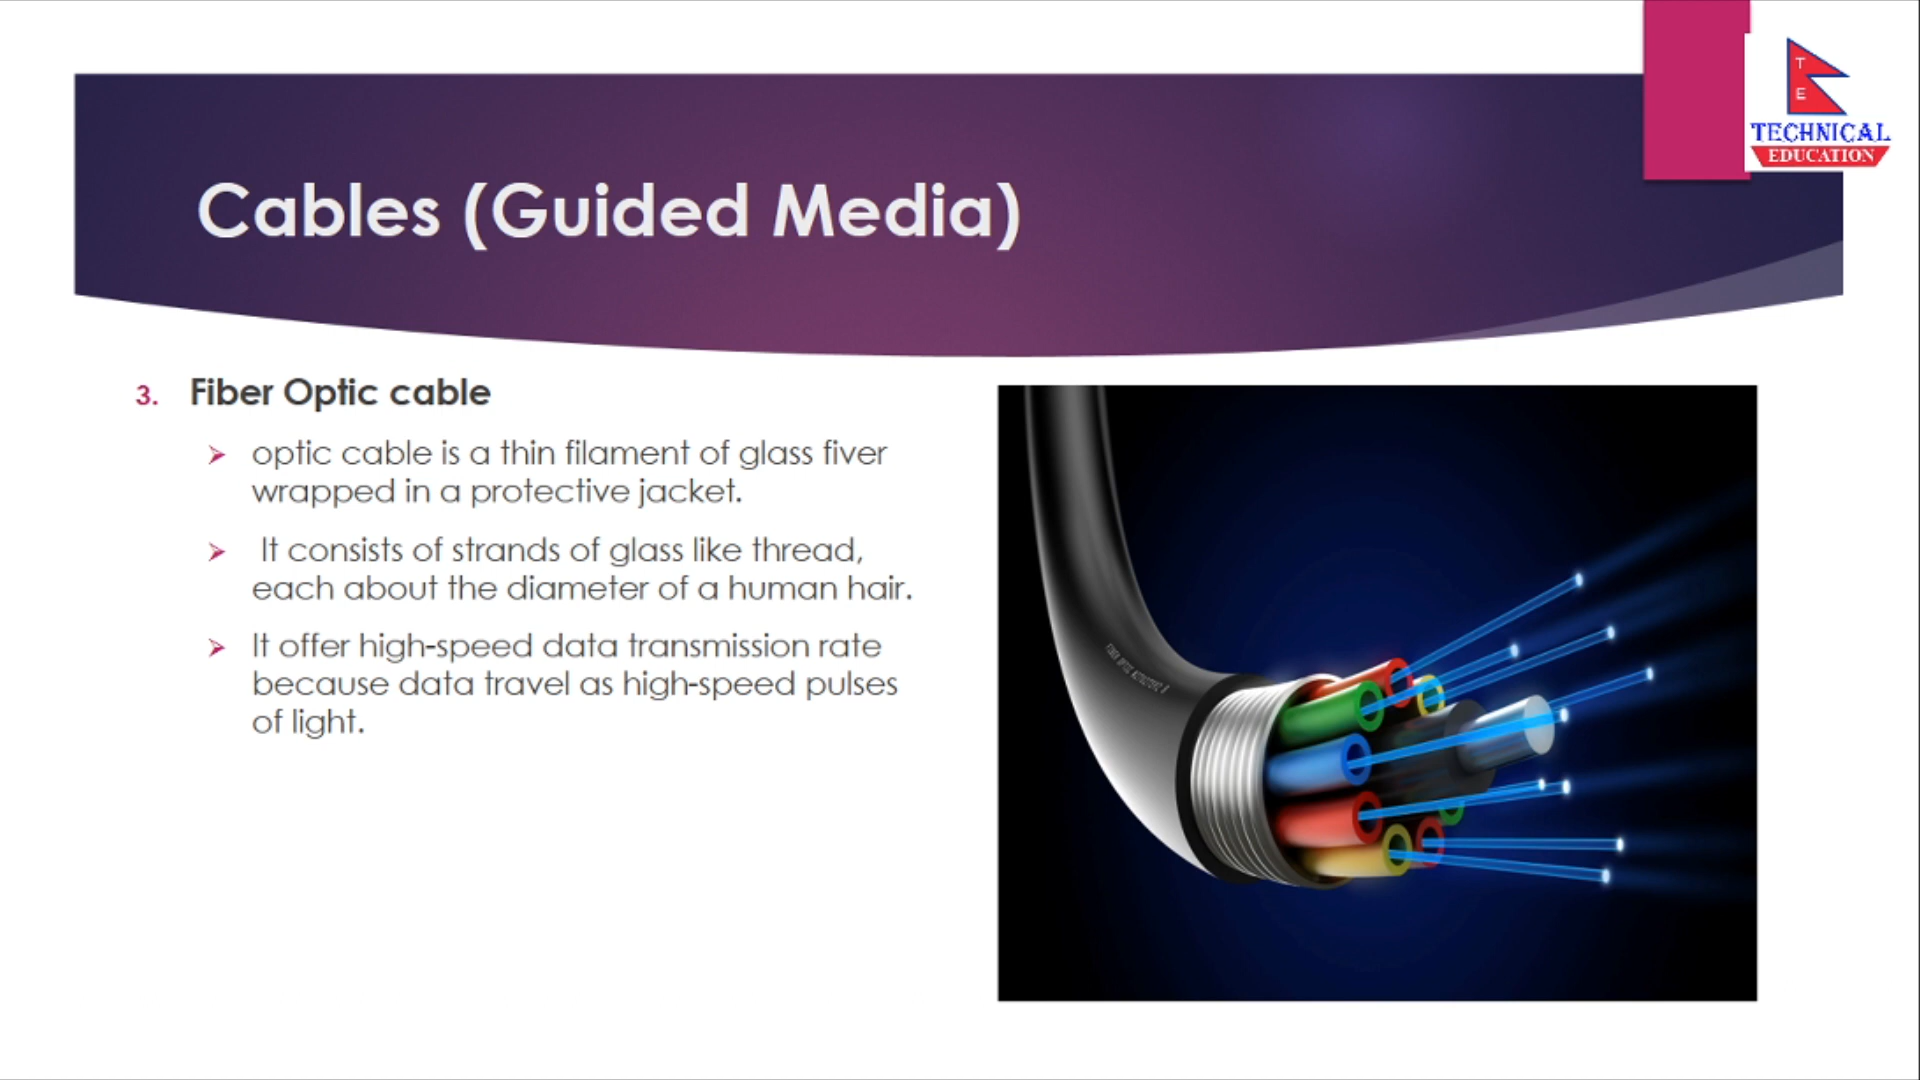 T
E
TECHNICAL
EDUCATION
Cables (Guided Media)
3. Fiber Optic cable
optic cable is a thin filament of glass fiver
wrapped in a protective jacket.
It consists of strands of glass like thread,
each about the diameter of a human hair.
It offer high-speed data transmission rate
because data travel as high-speed pulses
of light.